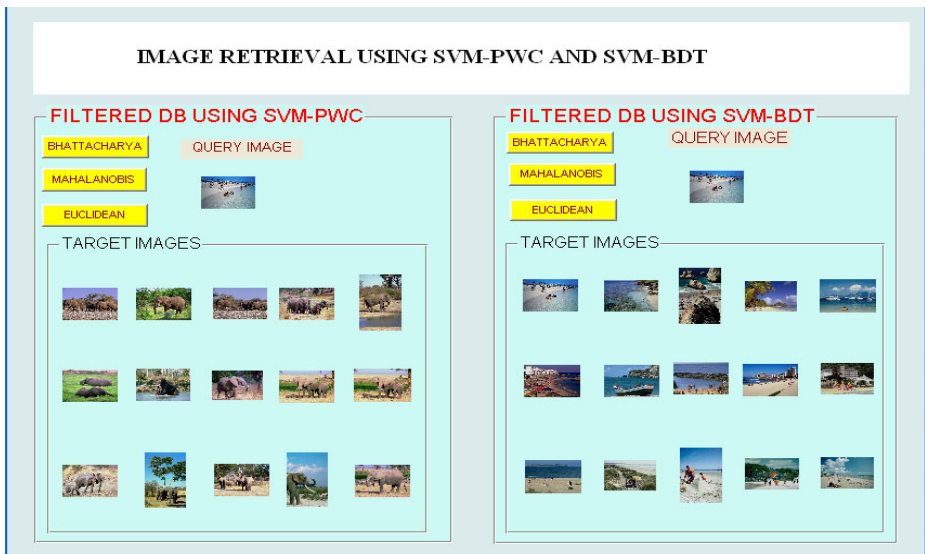 IMAGE RETRIEVAL USING SVM-PWC AND SVM-BDT
FILTERED DB USING SVM-PWC
BHATTACHARYA
QUERY IMAGE
MAHALANOBIS
EUCLIDEAN
TARGET IMAGES
FILTERED DB USING SVM-BDT
BHATTACHARYA
QUERY IMAGE
MAHALANOBIS
EUCLIDEAN
TARGET IMAGES